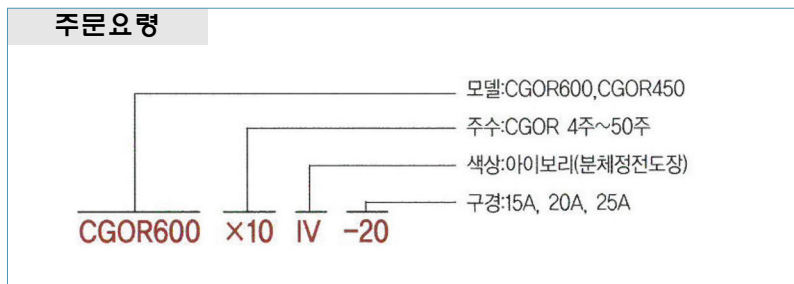 주문요령
모델:CGOR600,CGOR450
주수:CGOR 4주~50주
색상:아이보리(분체정전도장)
구경:15A, 20A, 25A
CGOR600 ×10 IV -20